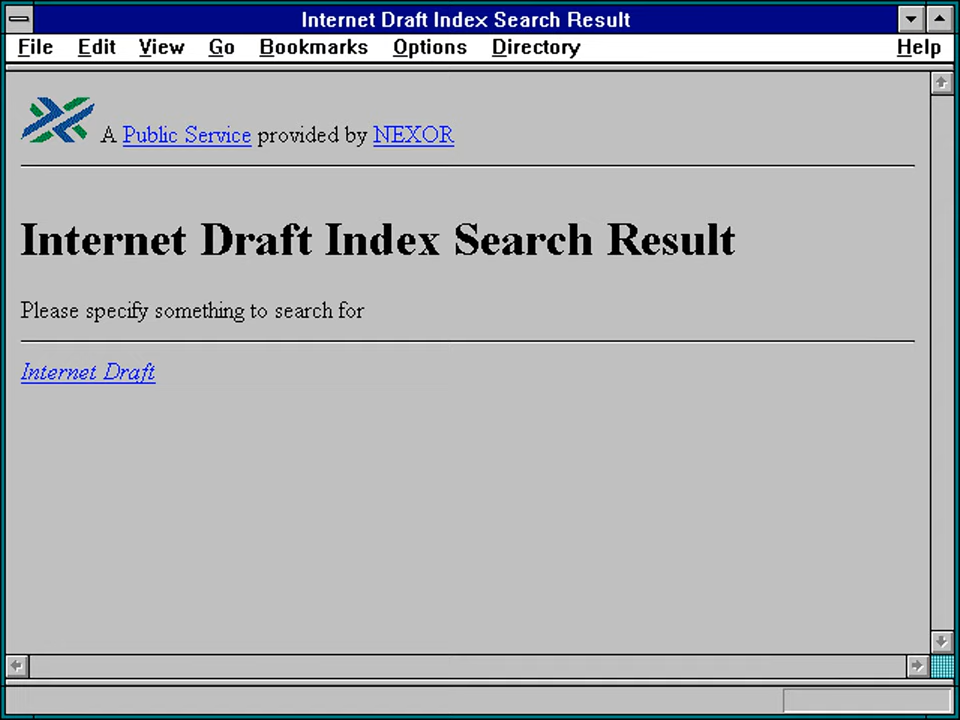 Internet Draft Index Search Result
File Edit View Go Bookmarks Options Directory Help
A Public Service provided by NEXOR
Internet Draft Index Search Result
Please specify something to search for
Internet Draft